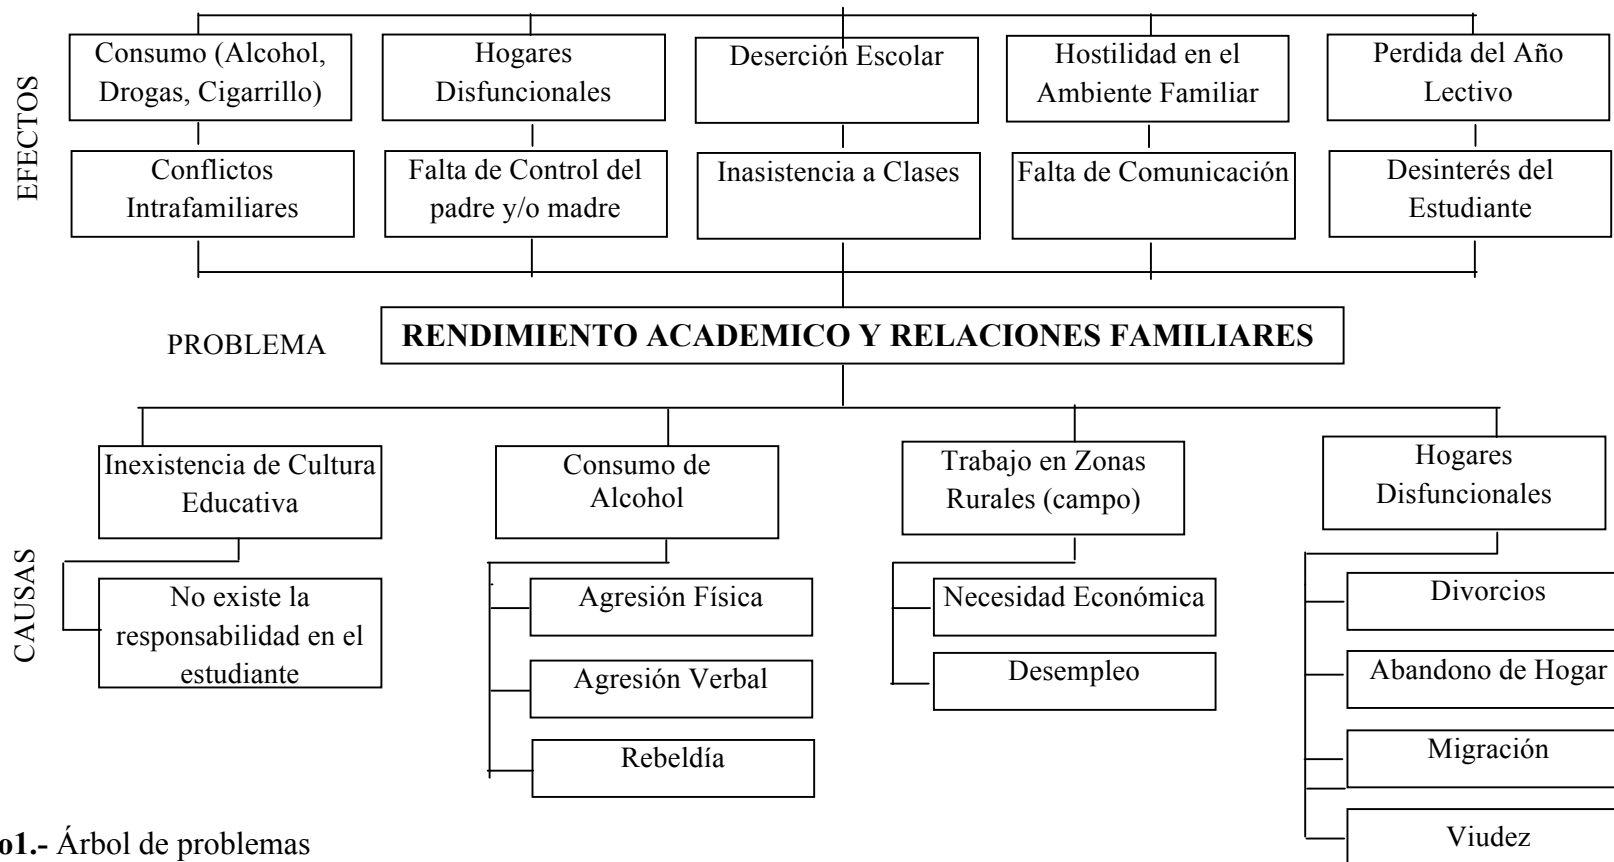 EFECTOS
Consumo (Alcohol,
Drogas, Cigarrillo)
Hogares
Disfuncionales
Deserción Escolar
Hostilidad en el
Ambiente Familiar
Perdida del Año
Lectivo
Conflictos
Intrafamiliares
Falta de Control del
padre y/o madre
Inasistencia a Clases
Falta de Comunicación
Desinterés del
Estudiante
PROBLEMA
RENDIMIENTO ACADEMICO Y RELACIONES FAMILIARES
CAUSAS
Inexistencia de Cultura
Educativa
No existe la
responsabilidad en el
estudiante
Consumo de
Alcohol
Agresión Física
Agresión Verbal
Rebeldía
Trabajo en Zonas
Rurales (campo)
Necesidad Económica
Desempleo
Hogares
Disfuncionales
Divorcios
Abandono de Hogar
Migración
Viudez
o1.- Árbol de problemas